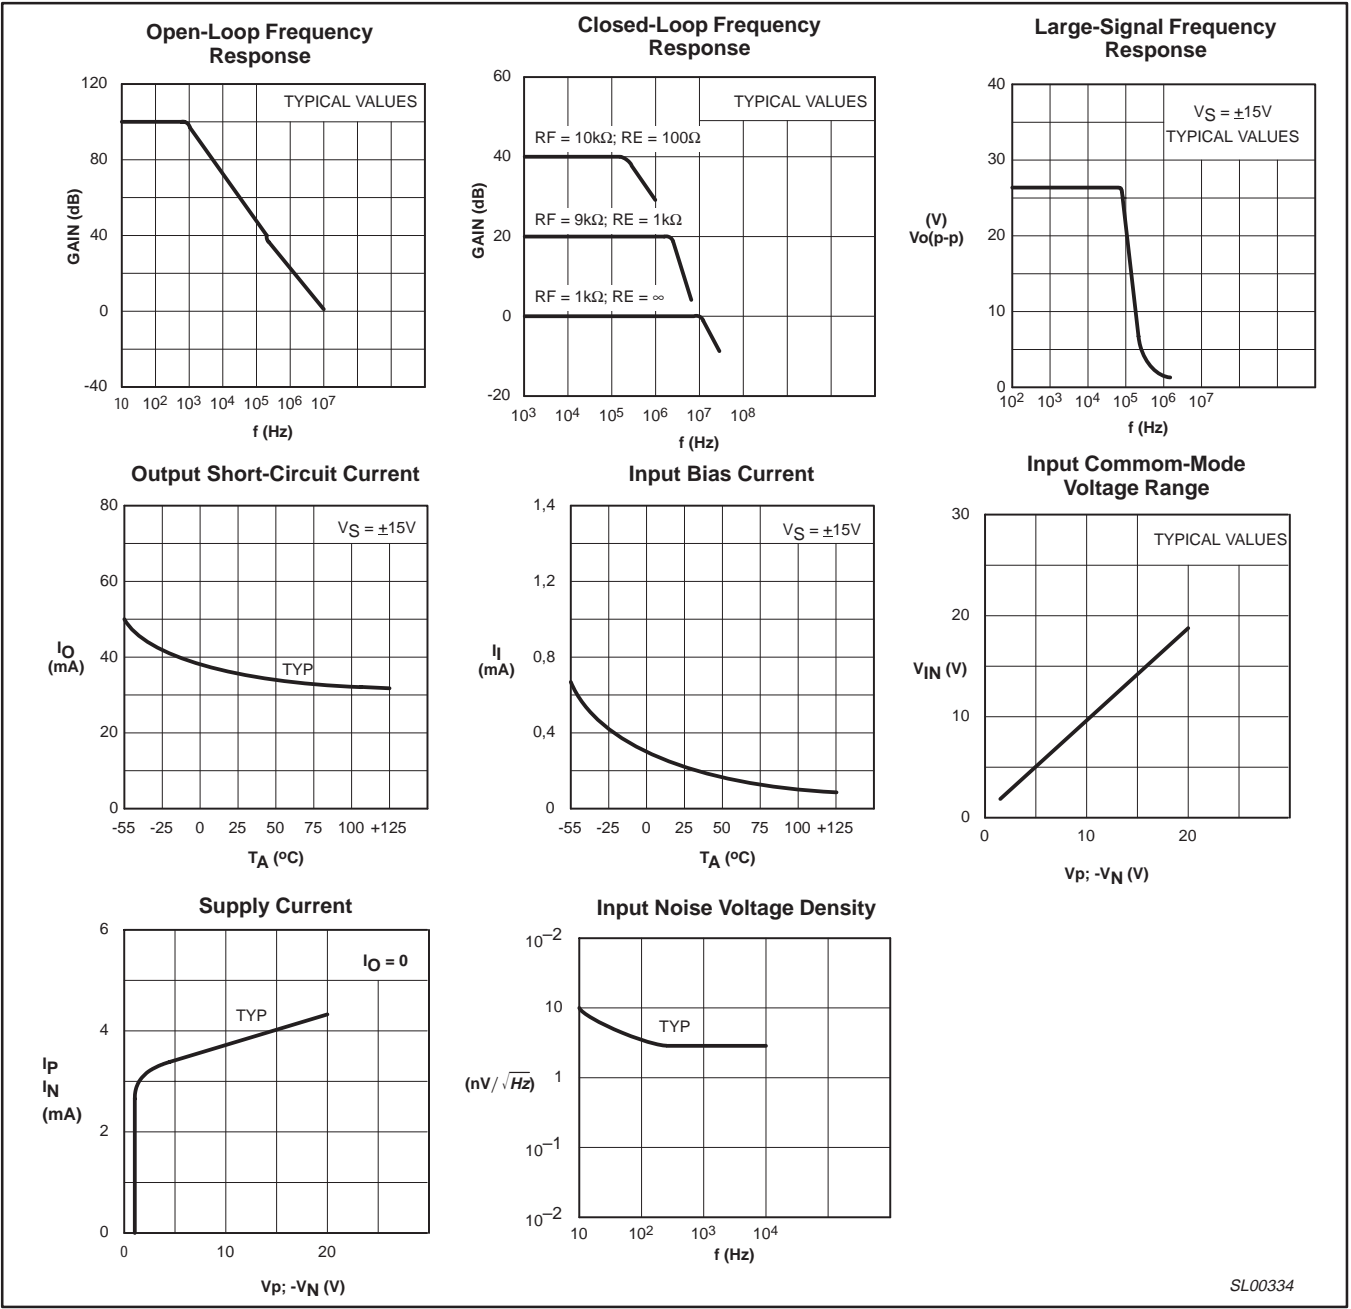 Open-Loop Frequency
Response
120
80
40
0
-40
GAIN (dB)
TYPICAL VALUES
10 10² 10³ 10⁴ 10⁵ 10⁶ 10⁷
f (Hz)
Closed-Loop Frequency
Response
60
40
20
0
-20
GAIN (dB)
TYPICAL VALUES
RF = 10kΩ; RE = 100Ω
RF = 9kΩ; RE = 1kΩ
RF = 1kΩ; RE = ∞
10³ 10⁴ 10⁵ 10⁶ 10⁷ 10⁸
f (Hz)
Large-Signal Frequency
Response
40
30
20
10
0
(V)
Vo(p-p)
VS = ±15V
TYPICAL VALUES
10² 10³ 10⁴ 10⁵ 10⁶ 10⁷
f (Hz)
Output Short-Circuit Current
80
60
40
20
0
IO
(mA)
VS = ±15V
TYP
-55 -25 0 25 50 75 100 +125
TA (ºC)
Input Bias Current
1,4
1,2
0,8
0,4
0
II
(mA)
VS = ±15V
-55 -25 0 25 50 75 100 +125
TA (ºC)
Input Commom-Mode
Voltage Range
30
20
10
0
VIN (V)
TYPICAL VALUES
0 10 20
Vp; -VN (V)
Supply Current
6
4
2
0
IP
IN
(mA)
IO = 0
TYP
0 10 20
Vp; -VN (V)
Input Noise Voltage Density
10⁻²
10
1
10⁻¹
10⁻²
(nV/√Hz)
TYP
10 10² 10³ 10⁴
f (Hz)
SL00334